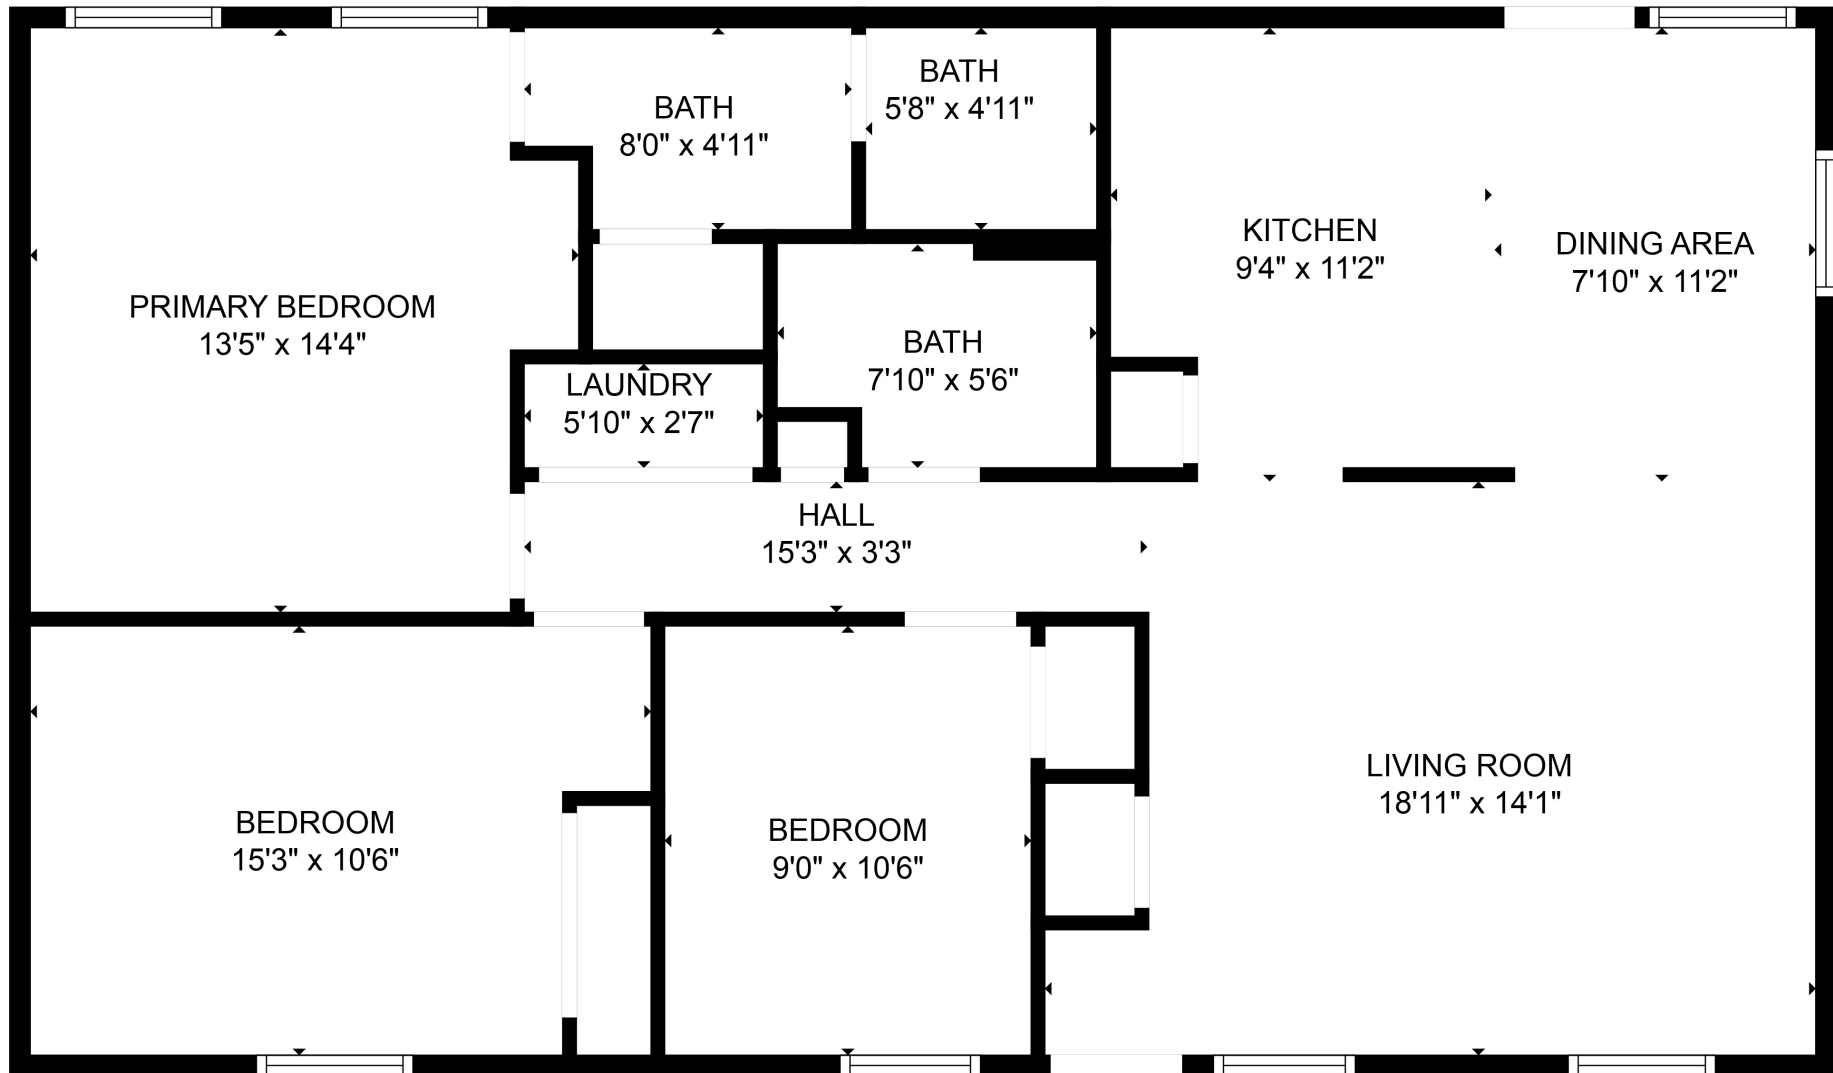 BATH
5'8" x 4'11"
BATH
8'0" x 4'11"
KITCHEN
9'4" x 11'2"
DINING AREA
7'10" x 11'2"
PRIMARY BEDROOM
13'5" x 14'4"
BATH
7'10" x 5'6"
LAUNDRY
5'10" x 2'7"
HALL
15'3" x 3'3"
LIVING ROOM
18'11" x 14'1"
BEDROOM
15'3" x 10'6"
BEDROOM
9'0" x 10'6"